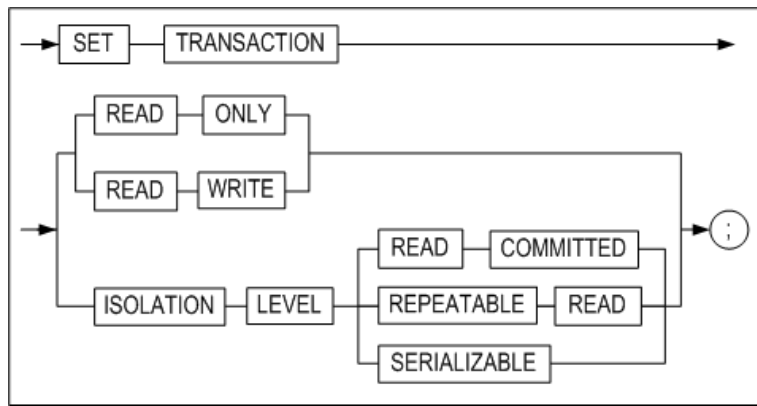 SET TRANSACTION
READ ONLY
READ WRITE
;
READ COMMITTED
ISOLATION LEVEL REPEATABLE READ
SERIALIZABLE